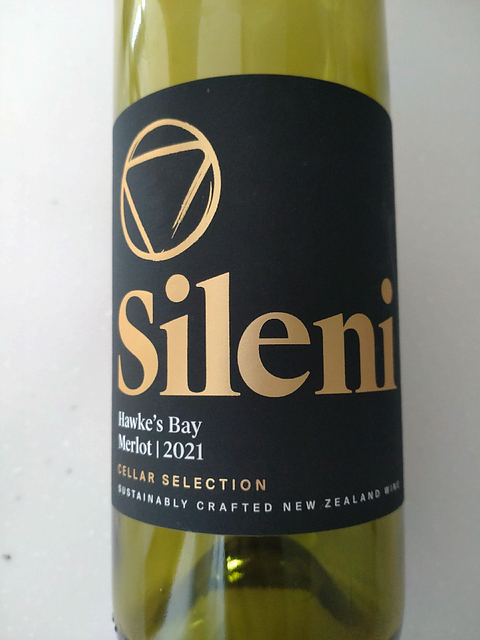 Sileni
Hawke's Bay
Merlot | 2021
CELLAR SELECTION
SUSTAINABLY CRAFTED NEW ZEALAND WINE